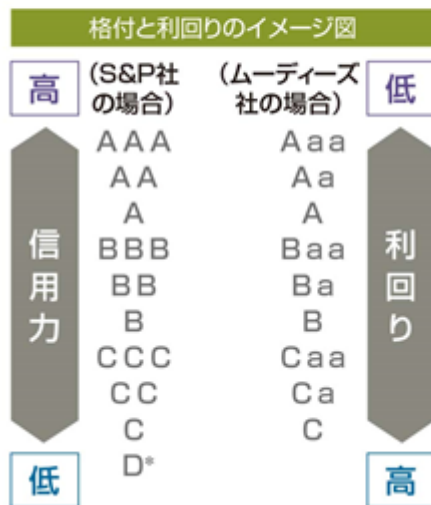 格付と利回りのイメージ図
高 （S&P社の場合） （ムーディーズ社の場合） 低
AAA Aaa
AA Aa
A A
BBB Baa
BB Ba
B B
CCC Caa
CC Ca
C C
D*
信用力
利回り
低 高